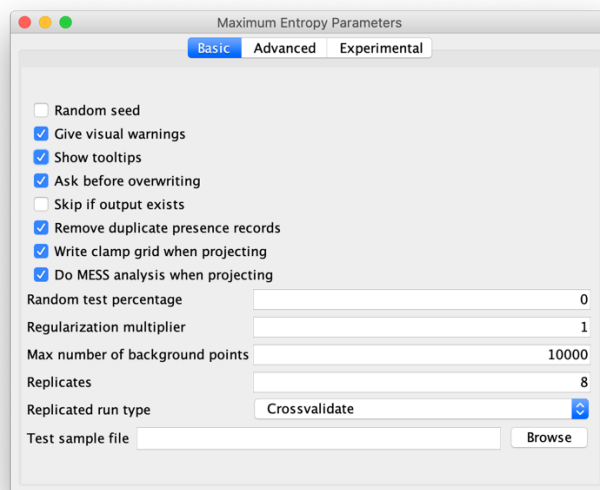 Maximum Entropy Parameters
Basic Advanced Experimental
Random seed
Give visual warnings
Show tooltips
Ask before overwriting
Skip if output exists
Remove duplicate presence records
Write clamp grid when projecting
Do MESS analysis when projecting
Random test percentage 0
Regularization multiplier 1
Max number of background points 10000
Replicates 8
Replicated run type Crossvalidate
Test sample file Browse